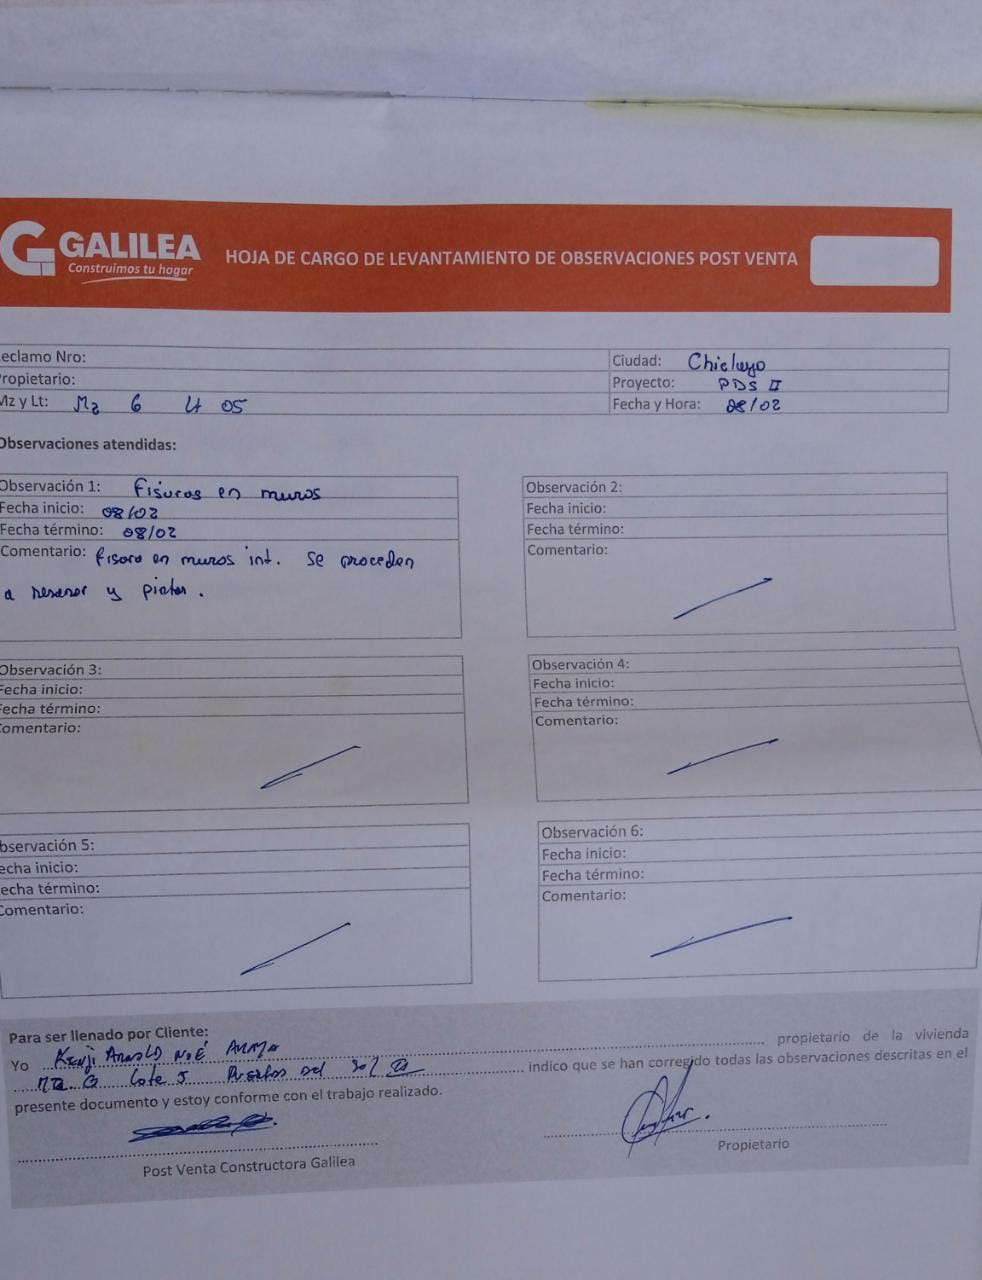 GALILEA
Construimos tu hogar
HOJA DE CARGO DE LEVANTAMIENTO DE OBSERVACIONES POST VENTA
eclamo Nro:
Ciudad: Chiclayo
ropietario:
Proyecto: PDS II
Mz y Lt: Mz G Lt 05
Fecha y Hora: 08/02
Observaciones atendidas:
Observación 1: Fisuras en muros
Fecha inicio: 08/02
Fecha término: 08/02
Comentario: fisura en muros int. Se proceden
a resanar y pintar.
Observación 2:
Fecha inicio:
Fecha término:
Comentario:
Observación 3:
Fecha inicio:
Fecha término:
Comentario:
Observación 4:
Fecha inicio:
Fecha término:
Comentario:
bservación 5:
echa inicio:
echa término:
Comentario:
Observación 6:
Fecha inicio:
Fecha término:
Comentario:
Para ser llenado por Cliente:
Yo Kenji Arnold Noé propietario de la vivienda
Mz. G Lote 5 del Sol II indico que se han corregido todas las observaciones descritas en el
presente documento y estoy conforme con el trabajo realizado.
Post Venta Constructora Galilea
Propietario